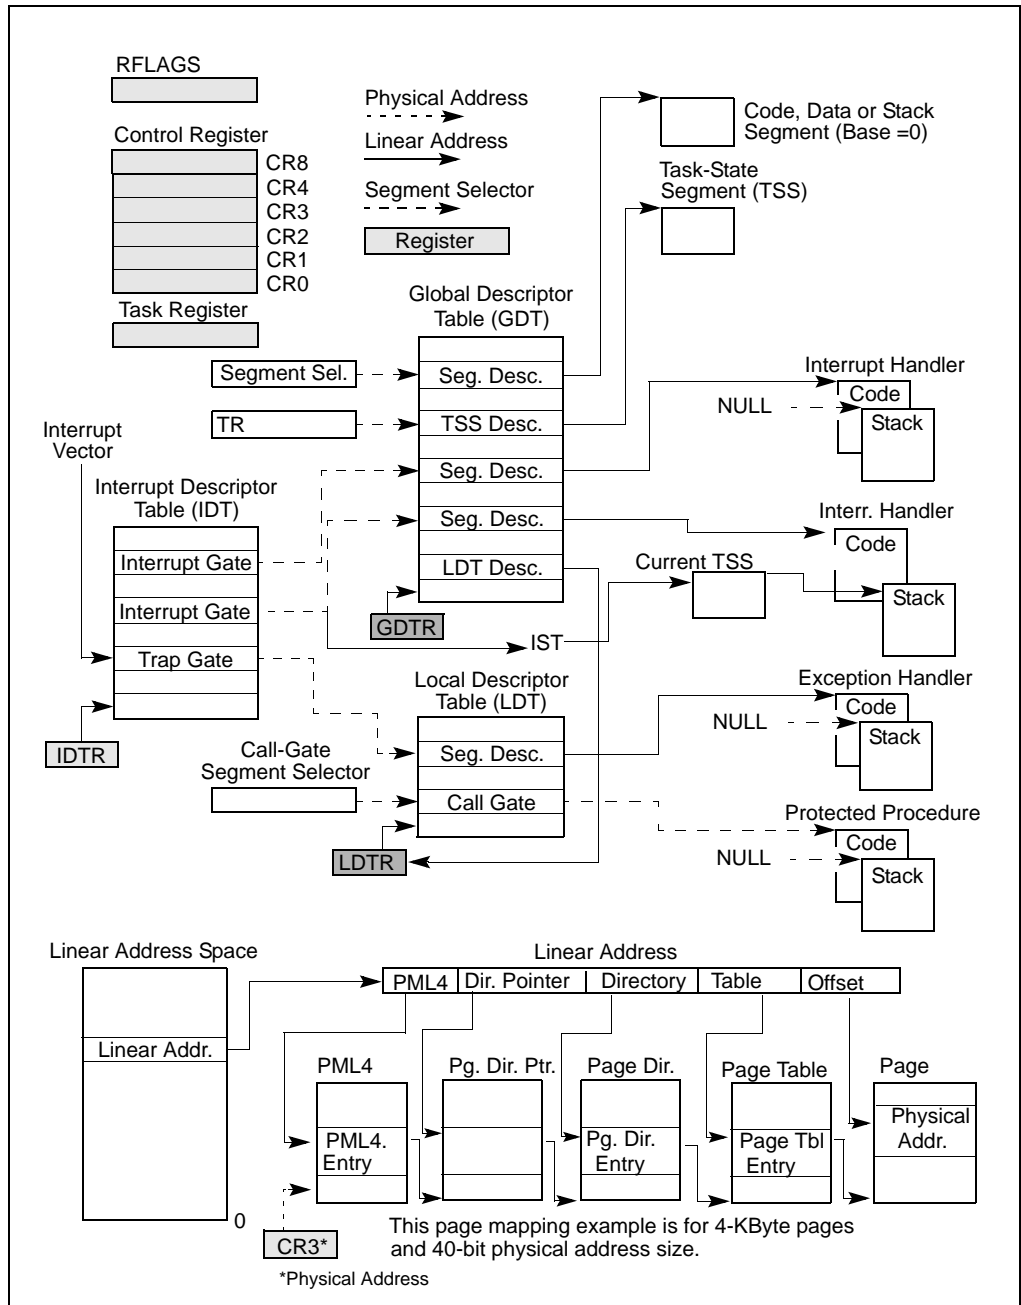 RFLAGS
Control Register
CR8
CR4
CR3
CR2
CR1
CR0
Task Register
Physical Address
Linear Address
Segment Selector
Register
Code, Data or Stack
Segment (Base =0)
Task-State
Segment (TSS)
Global Descriptor
Table (GDT)
Segment Sel.
Seg. Desc.
TR
TSS Desc.
Seg. Desc.
Seg. Desc.
LDT Desc.
GDTR
Interrupt Handler
Code
NULL
Stack
Interrupt
Vector
Interrupt Descriptor
Table (IDT)
Interrupt Gate
Interrupt Gate
Trap Gate
IDTR
Interr. Handler
Code
Current TSS
Stack
IST
Local Descriptor
Table (LDT)
Seg. Desc.
Call-Gate
Segment Selector
Call Gate
LDTR
Exception Handler
Code
NULL
Stack
Protected Procedure
Code
NULL
Stack
Linear Address Space
Linear Addr.
0
Linear Address
PML4 Dir. Pointer Directory Table Offset
PML4
PML4.
Entry
Pg. Dir. Ptr.
Page Dir.
Pg. Dir.
Entry
Page Table
Page Tbl
Entry
Page
Physical
Addr.
CR3*
This page mapping example is for 4-KByte pages
and 40-bit physical address size.
*Physical Address